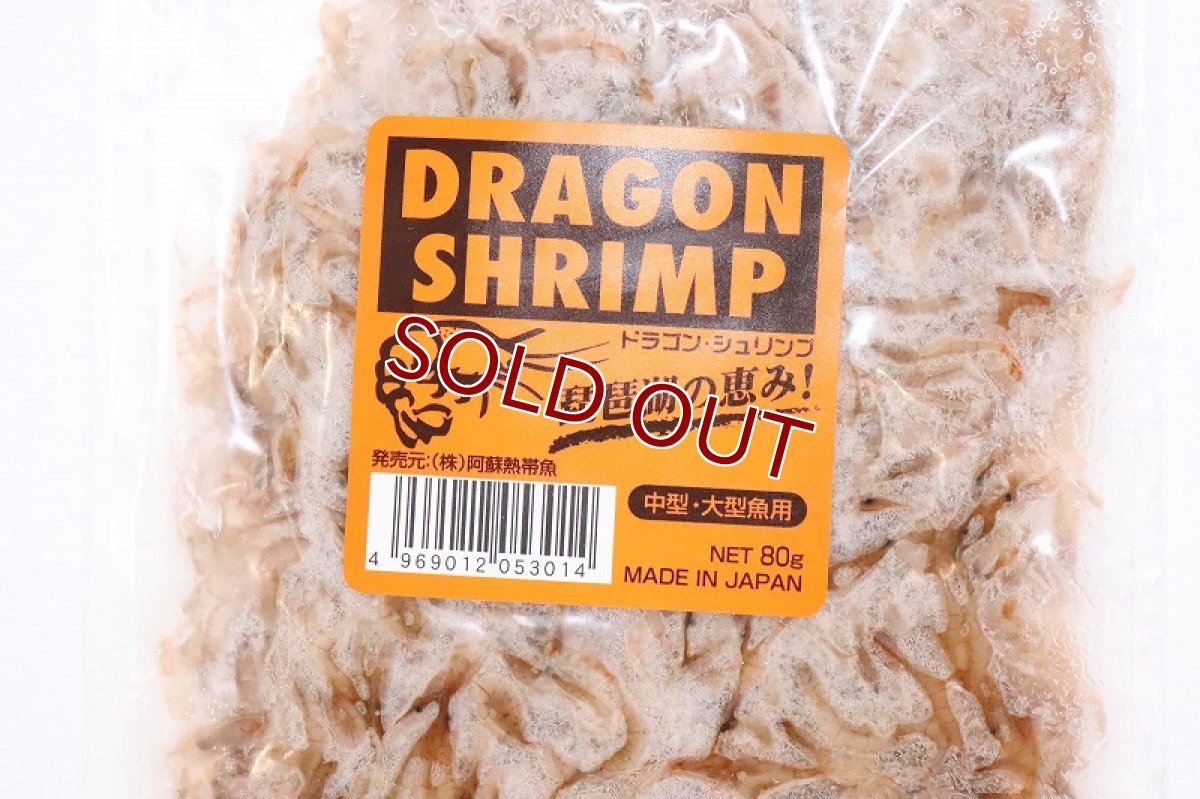 DRAGON
SHRIMP
ドラゴン・シュリンプ
琵琶湖の恵み!
SOLD OUT
発売元:(株)阿蘇熱帯魚
中型・大型魚用
4 969012 053014
NET 80g
MADE IN JAPAN